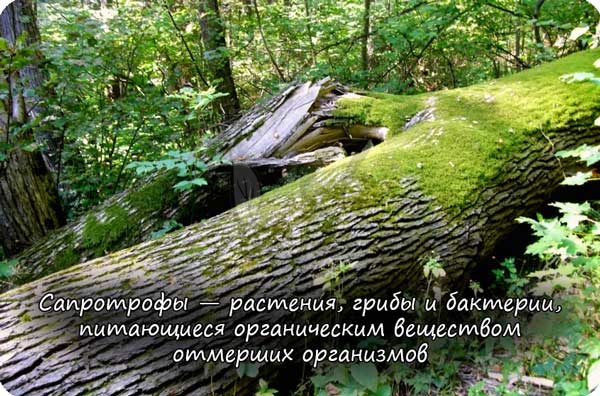 Сапротрофы — растения, грибы и бактерии,
питающиеся органическим веществом
отмерших организмов